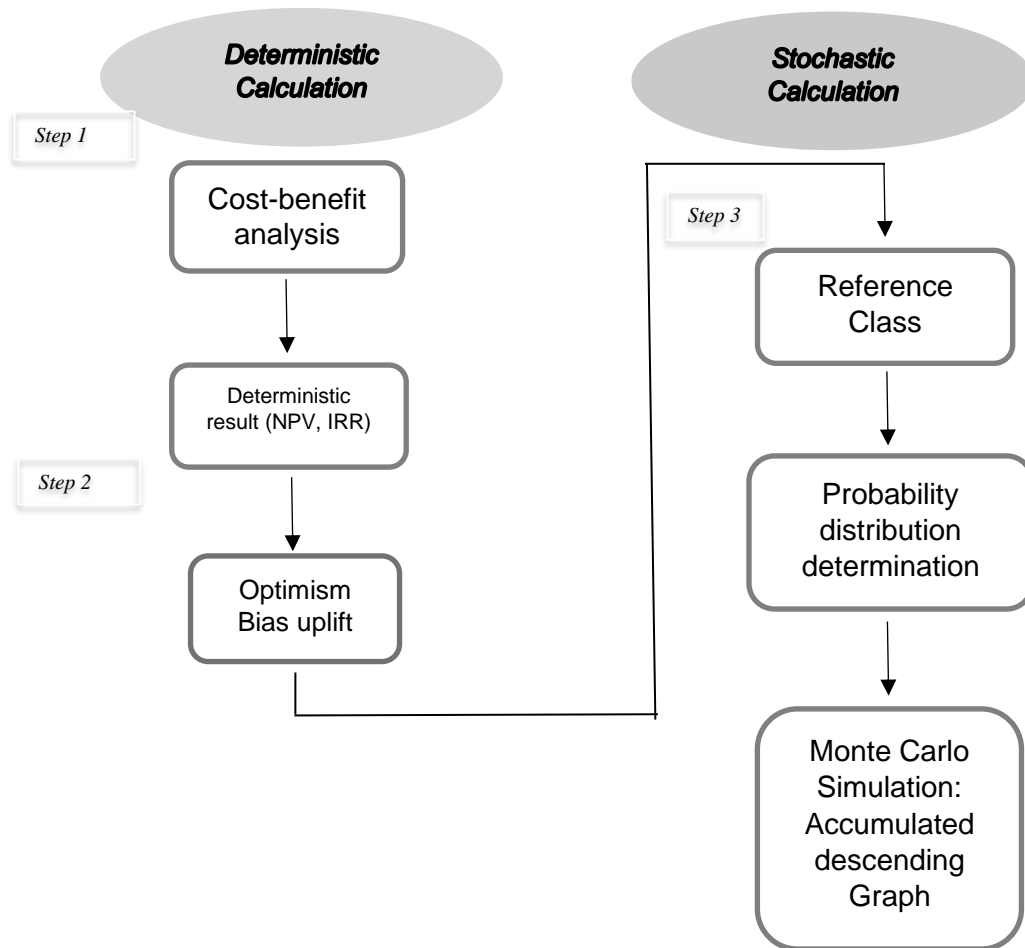 Deterministic
Calculation
Step 1
Cost-benefit
analysis
Deterministic
result (NPV, IRR)
Step 2
Optimism
Bias uplift
Stochastic
Calculation
Step 3
Reference
Class
Probability
distribution
determination
Monte Carlo
Simulation:
Accumulated
descending
Graph